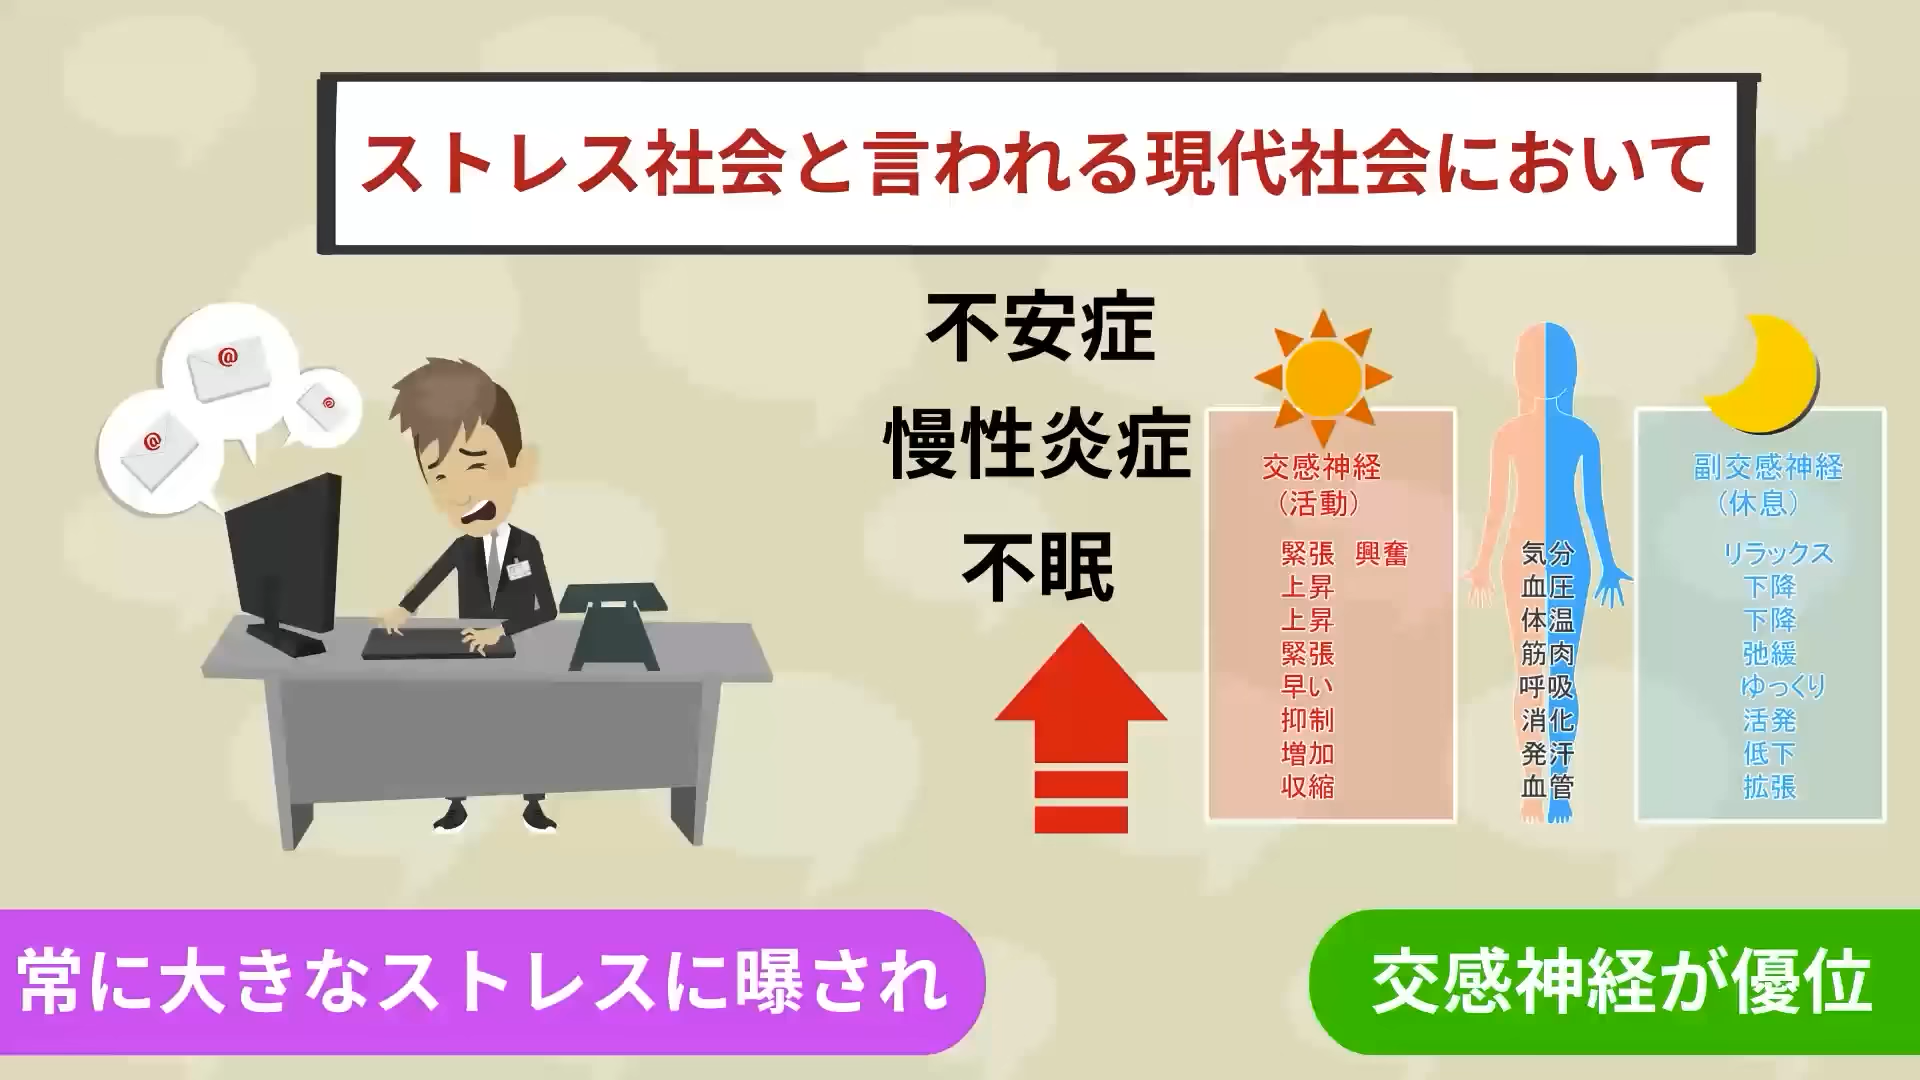 ストレス社会と言われる現代社会において
不安症
慢性炎症
不眠
@
@
@
交感神経
(活動)
副交感神経
(休息)
緊張 興奮 気分 リラックス
上昇 血圧 下降
上昇 体温 下降
緊張 筋肉 弛緩
早い 呼吸 ゆっくり
抑制 消化 活発
増加 発汗 低下
収縮 血管 拡張
常に大きなストレスに曝され
交感神経が優位